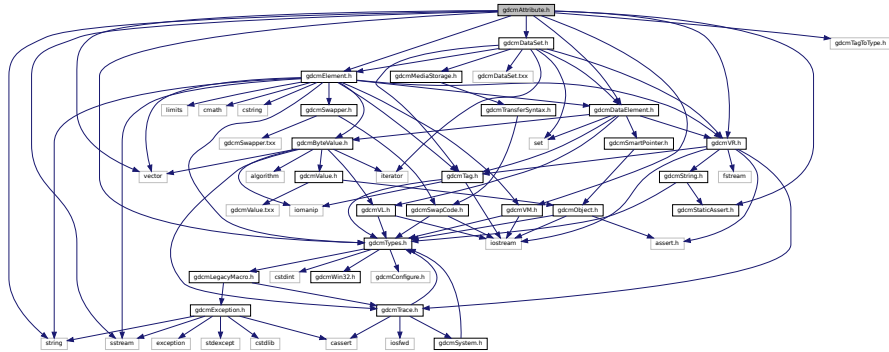 gdcmAttribute.h
gdcmDataSet.h
gdcmTagToType.h
gdcmElement.h
gdcmMediaStorage.h
gdcmDataSet.txx
limits
cmath
cstring
gdcmSwapper.h
gdcmTransferSyntax.h
gdcmDataElement.h
gdcmSwapper.txx
gdcmByteValue.h
set
gdcmSmartPointer.h
gdcmVR.h
vector
algorithm
gdcmValue.h
iterator
gdcmTag.h
gdcmString.h
fstream
gdcmValue.txx
iomanip
gdcmVL.h
gdcmSwapCode.h
gdcmVM.h
gdcmObject.h
gdcmStaticAssert.h
gdcmTypes.h
iostream
assert.h
gdcmLegacyMacro.h
cstdint
gdcmWin32.h
gdcmConfigure.h
gdcmException.h
gdcmTrace.h
string
sstream
exception
stdexcept
cstdlib
cassert
iosfwd
gdcmSystem.h